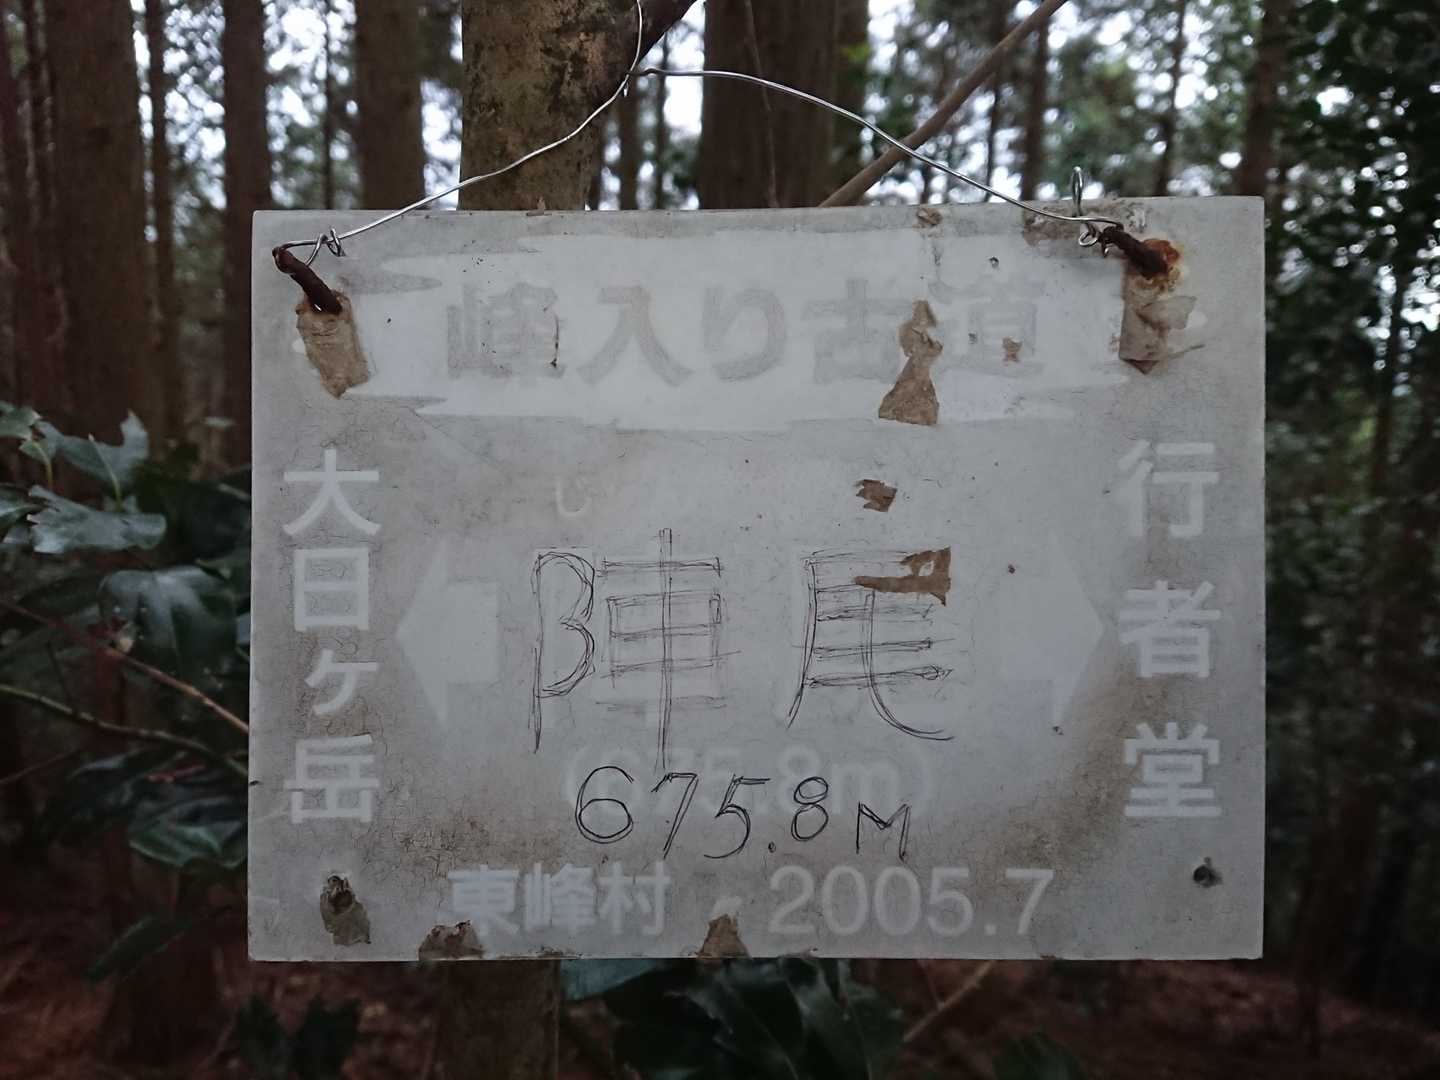 峰入り古道
大日ヶ岳
じ
陣尾
(675.8m)
675.8M
行者堂
東峰村 2005.7